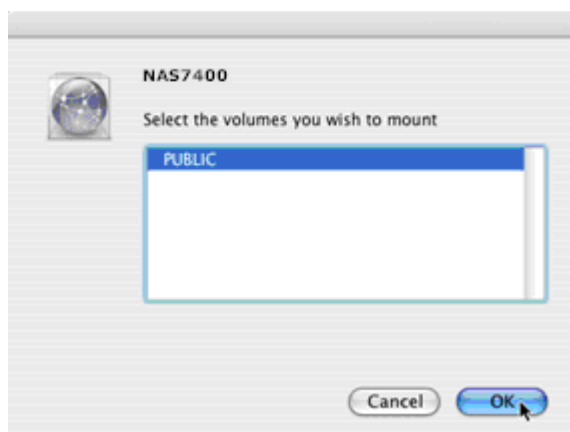 NAS7400
Select the volumes you wish to mount
PUBLIC
Cancel
OK